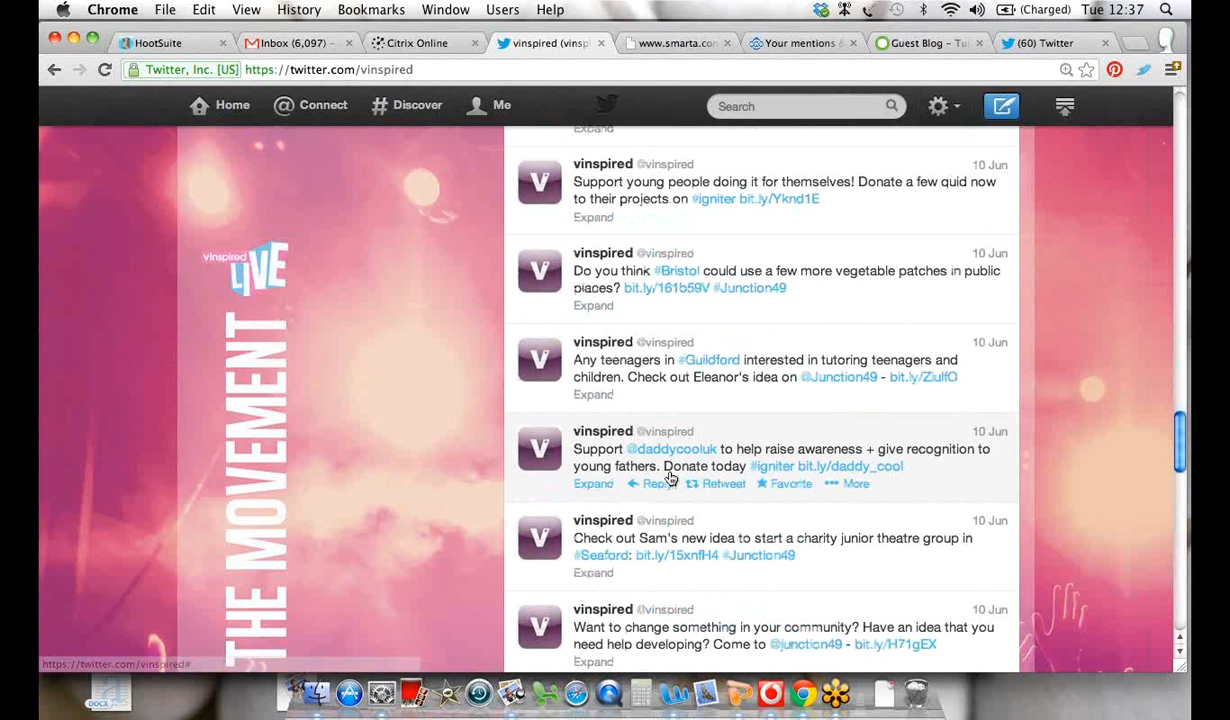 Chrome File Edit View History Bookmarks Window Users Help (Charged) Tue 12:37
HootSuite Inbox (6,097) - Citrix Online vinspired (vinsp www.smarta.com Your mentions Guest Blog - Tu (60) Twitter
Twitter, Inc. [US] https://twitter.com/vinspired
Home @ Connect # Discover Me Search
Expand
vinspired @vinspired 10 Jun
Support young people doing it for themselves! Donate a few quid now
to their projects on #igniter bit.ly/Yknd1E
Expand
vinspired @vinspired 10 Jun
Do you think #Bristol could use a few more vegetable patches in public
places? bit.ly/161b59V #Junction49
Expand
vinspired @vinspired 10 Jun
Any teenagers in #Guildford interested in tutoring teenagers and
children. Check out Eleanor's idea on @Junction49 - bit.ly/ZiulfO
Expand
vinspired @vinspired 10 Jun
Support @daddycooluk to help raise awareness + give recognition to
young fathers. Donate today #igniter bit.ly/daddy_cool
Expand Reply Retweet Favorite More
vinspired @vinspired 10 Jun
Check out Sam's new idea to start a charity junior theatre group in
#Seaford: bit.ly/15xnfH4 #Junction49
Expand
vinspired @vinspired 10 Jun
Want to change something in your community? Have an idea that you
need help developing? Come to @junction49 - bit.ly/H71gEX
Expand
vinspired
LIVE
THE MOVEMENT
https://twitter.com/vinspired#
DOCX